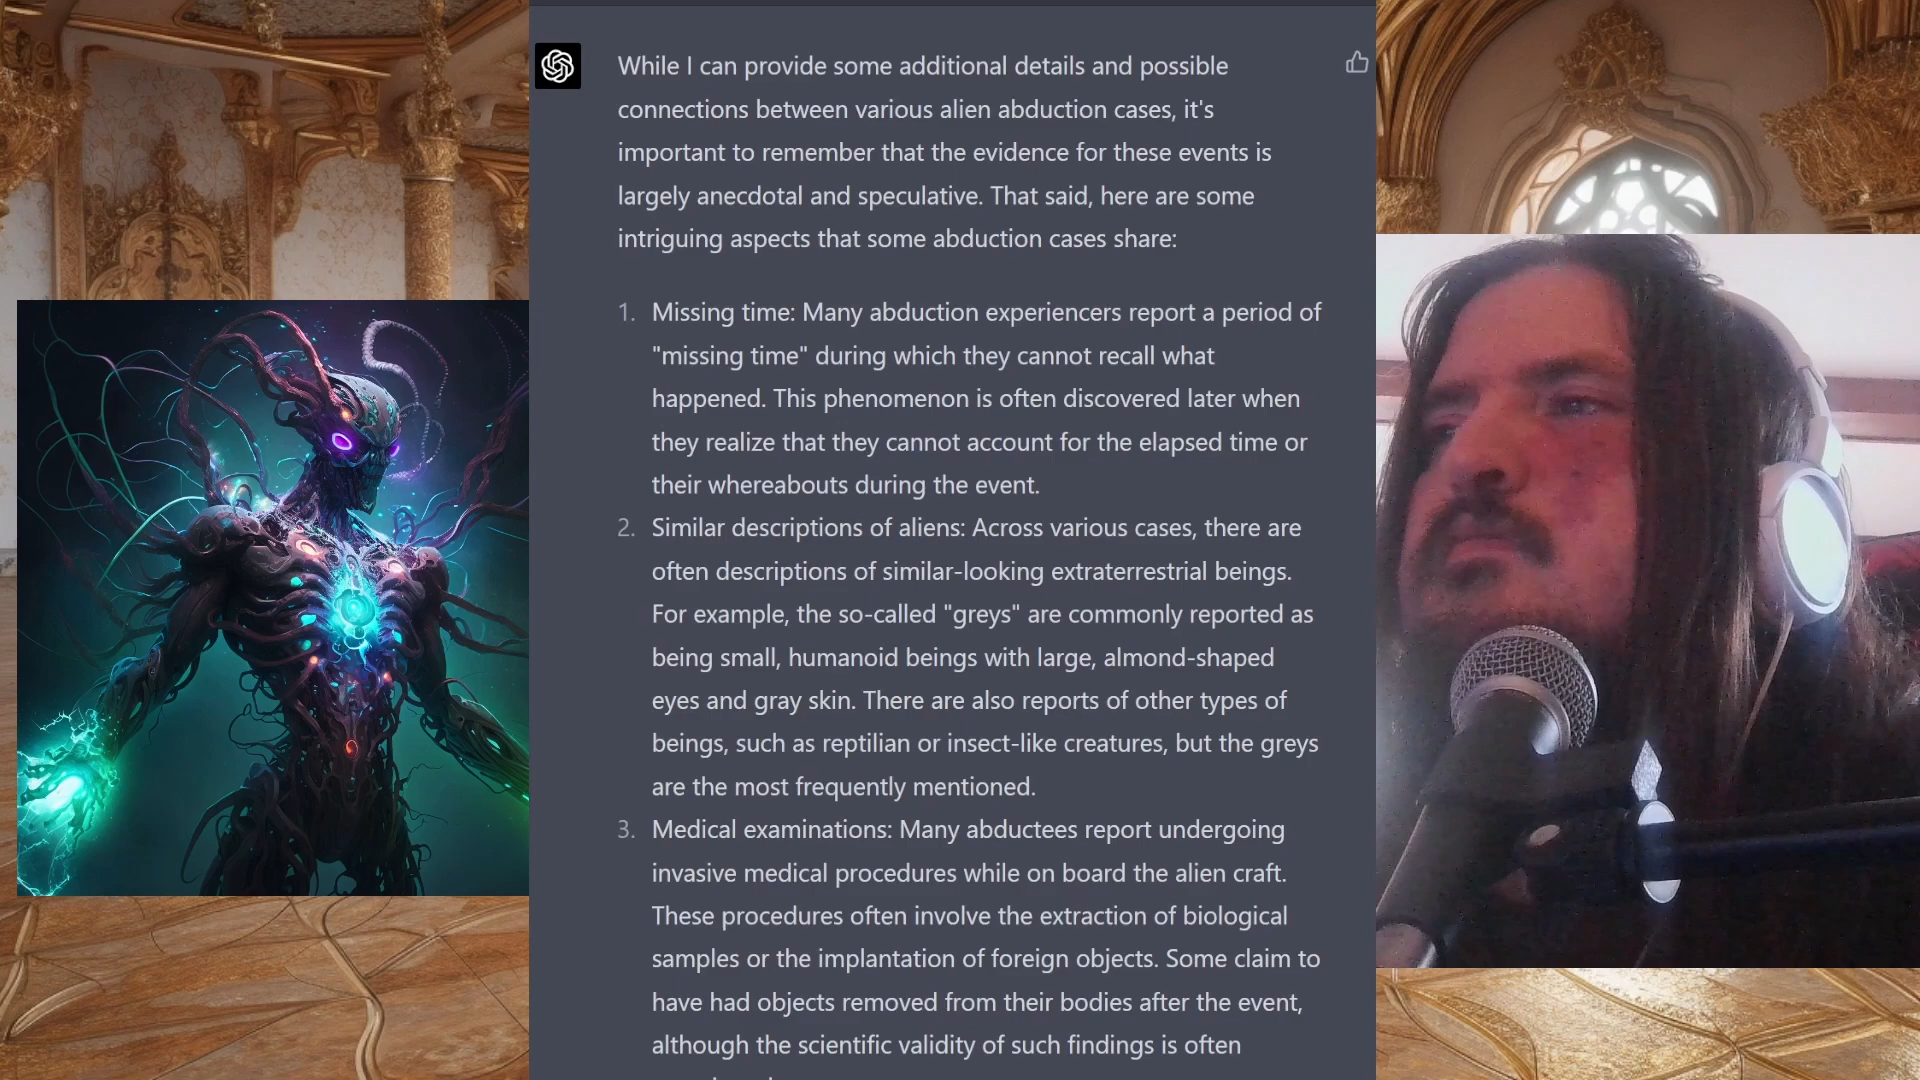 While I can provide some additional details and possible
connections between various alien abduction cases, it's
important to remember that the evidence for these events is
largely anecdotal and speculative. That said, here are some
intriguing aspects that some abduction cases share:
1. Missing time: Many abduction experiencers report a period of
"missing time" during which they cannot recall what
happened. This phenomenon is often discovered later when
they realize that they cannot account for the elapsed time or
their whereabouts during the event.
2. Similar descriptions of aliens: Across various cases, there are
often descriptions of similar-looking extraterrestrial beings.
For example, the so-called "greys" are commonly reported as
being small, humanoid beings with large, almond-shaped
eyes and gray skin. There are also reports of other types of
beings, such as reptilian or insect-like creatures, but the greys
are the most frequently mentioned.
3. Medical examinations: Many abductees report undergoing
invasive medical procedures while on board the alien craft.
These procedures often involve the extraction of biological
samples or the implantation of foreign objects. Some claim to
have had objects removed from their bodies after the event,
although the scientific validity of such findings is often